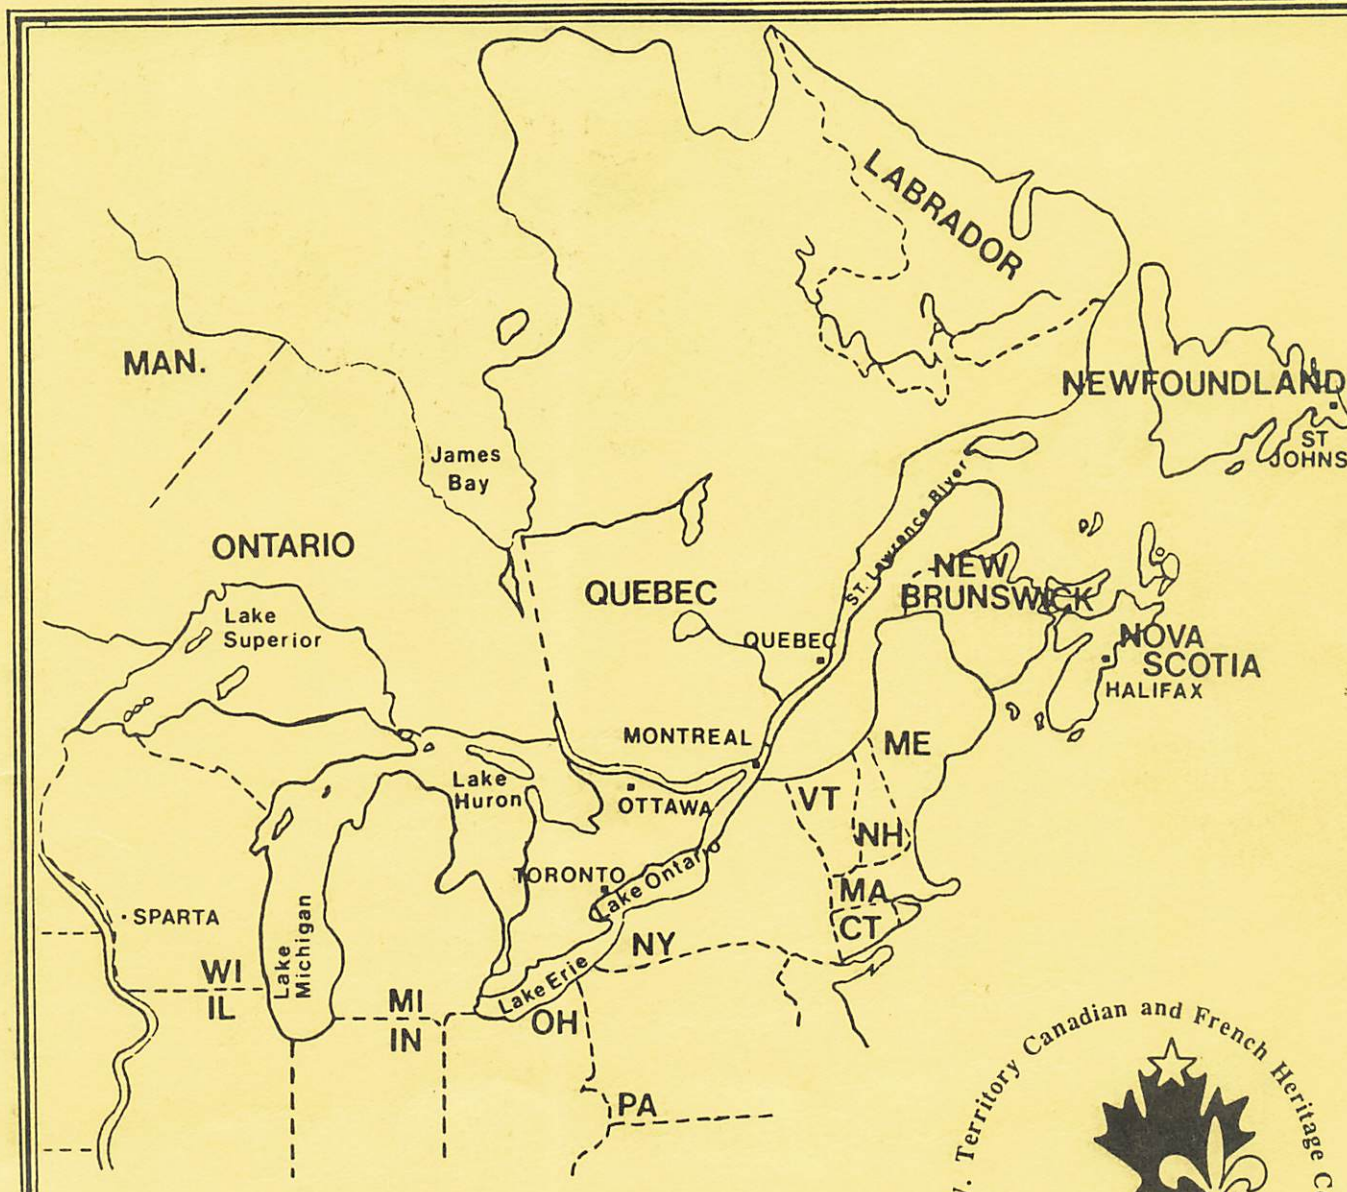 LABRADOR
MAN.
NEWFOUNDLAND
ST
JOHNS
James
Bay
St. Lawrence River
ONTARIO
QUEBEC
NEW
BRUNSWICK
Lake
Superior
QUEBEC
NOVA
SCOTIA
HALIFAX
MONTREAL
ME
Lake
Huron
OTTAWA
VT
NH
TORONTO
Lake Ontario
MA
SPARTA
CT
Lake
Michigan
NY
WI
IL
Lake Erie
MI
IN
OH
PA
Territory Canadian and French Heritage C